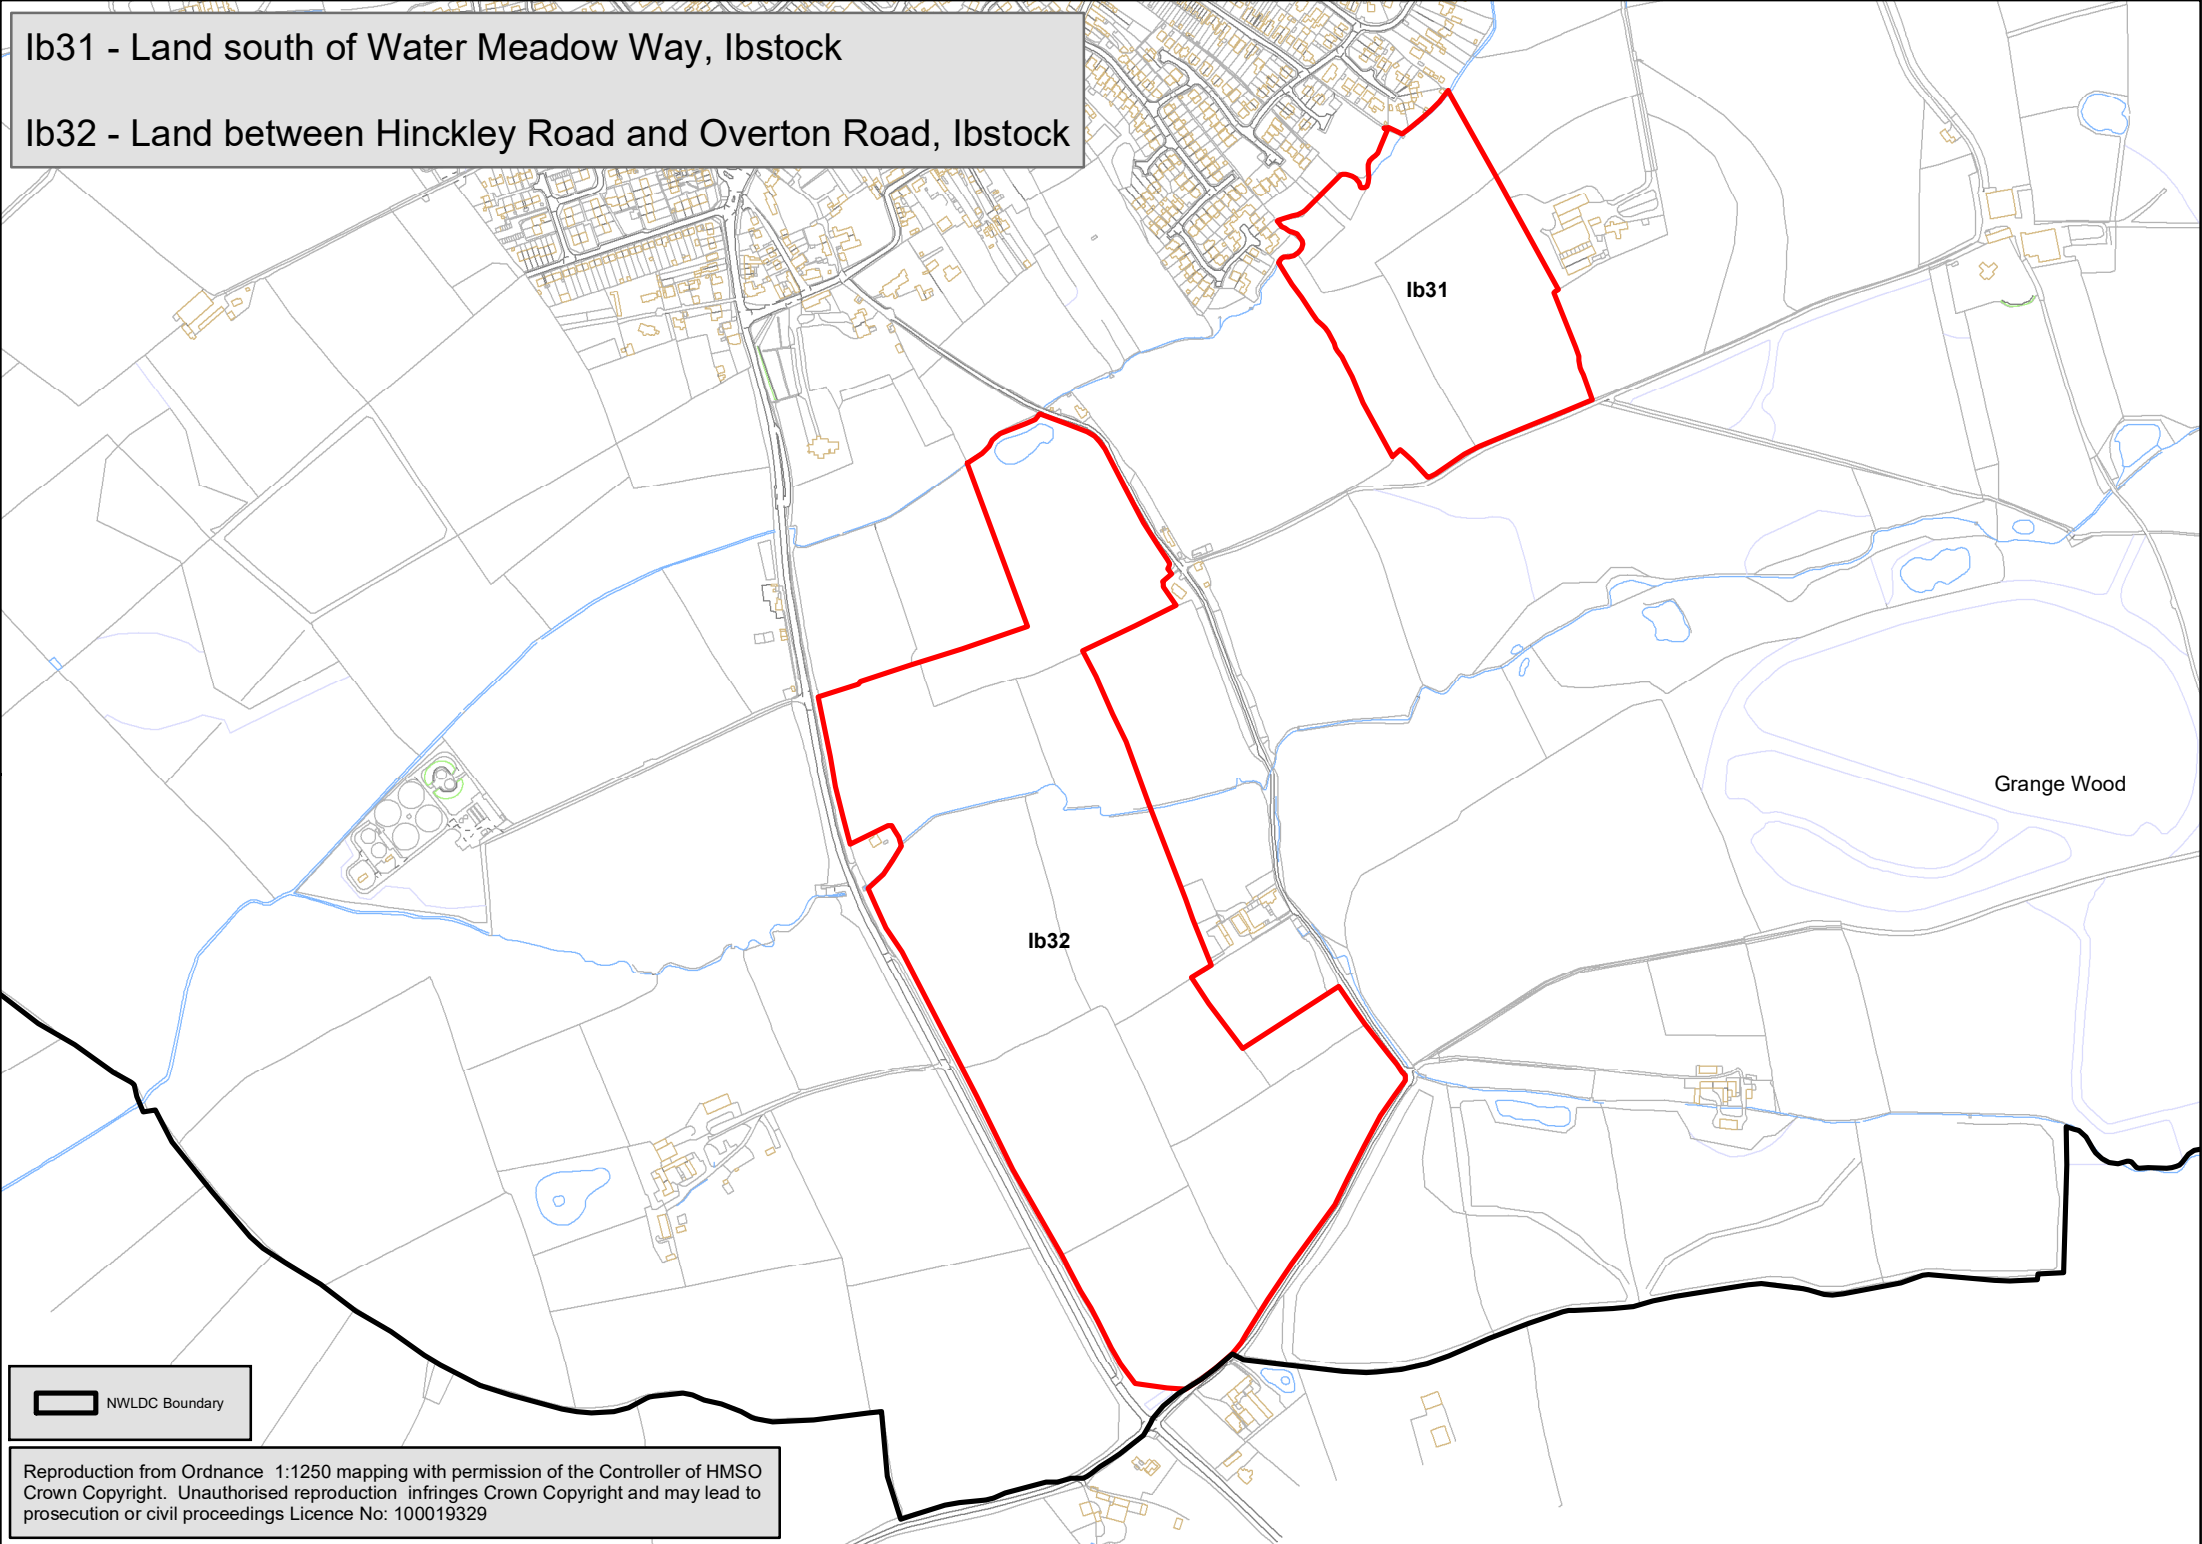 Ib31 - Land south of Water Meadow Way, Ibstock
Ib32 - Land between Hinckley Road and Overton Road, Ibstock
Ib31
Grange Wood
Ib32
NWLDC Boundary
Reproduction from Ordnance 1:1250 mapping with permission of the Controller of HMSO
Crown Copyright. Unauthorised reproduction infringes Crown Copyright and may lead to
prosecution or civil proceedings Licence No: 100019329